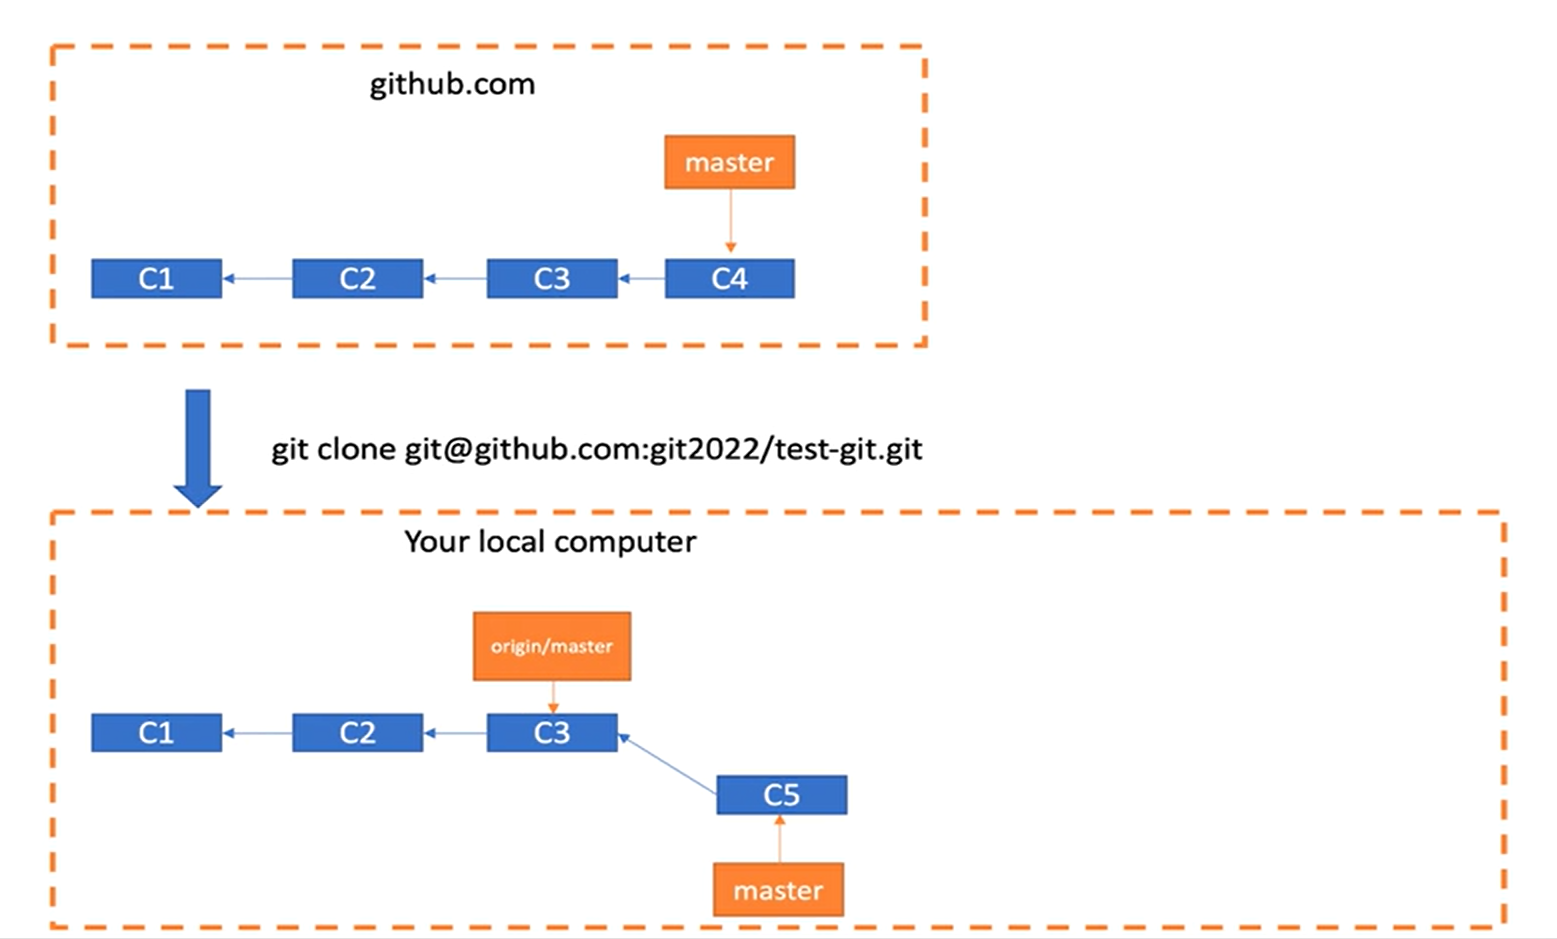 github.com
master
C1
C2
C3
C4
git clone git@github.com:git2022/test-git.git
Your local computer
origin/master
C1
C2
C3
C5
master